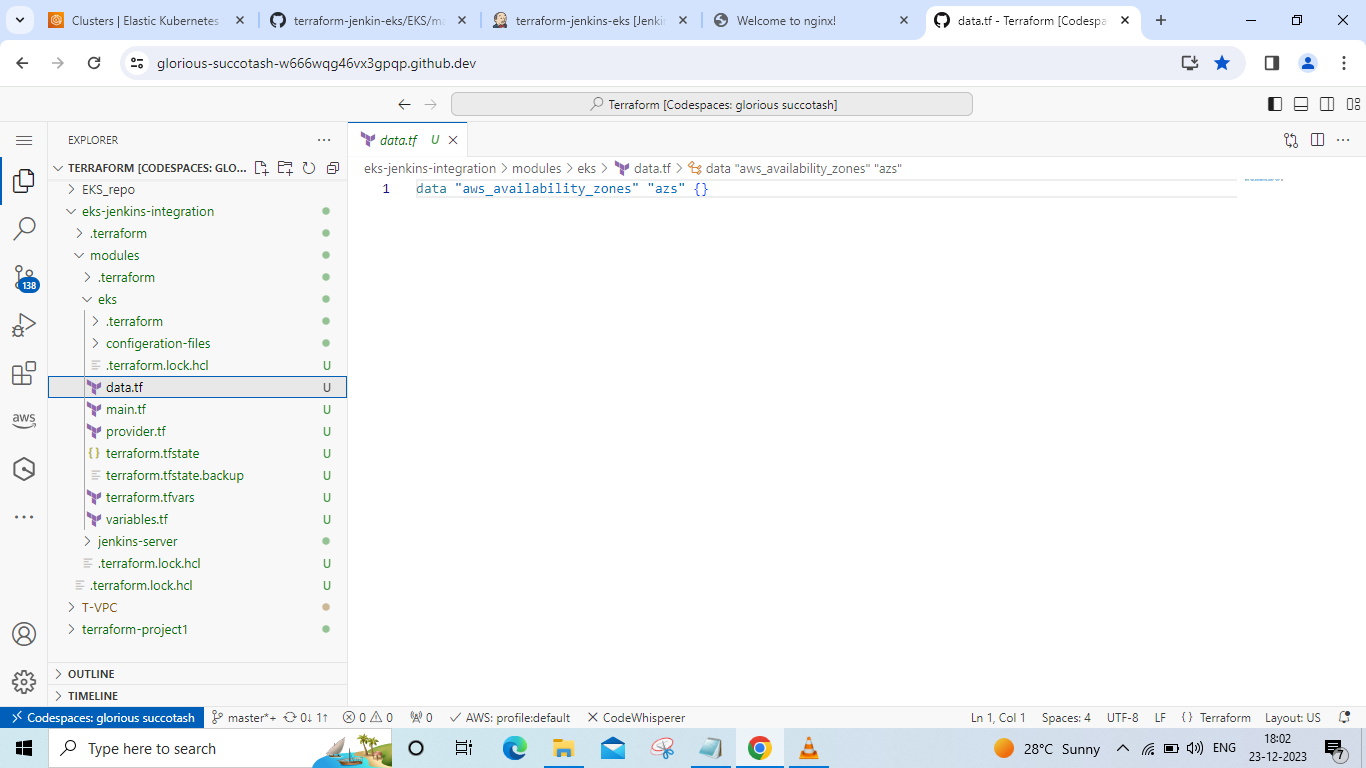 Clusters | Elastic Kubernetes
terraform-jenkin-eks/EKS/mo
terraform-jenkins-eks [Jenkin
Welcome to nginx!
data.tf - Terraform [Codespa
glorious-succotash-w666wqg46vx3gpqp.github.dev
Terraform [Codespaces: glorious succotash]
EXPLORER
data.tf U
TERRAFORM [CODESPACES: GLO...
eks-jenkins-integration > modules > eks > data.tf > data "aws_availability_zones" "azs"
1 data "aws_availability_zones" "azs" {}
EKS_repo
eks-jenkins-integration
.terraform
modules
.terraform
eks
.terraform
configeration-files
.terraform.lock.hcl U
data.tf U
main.tf U
provider.tf U
terraform.tfstate U
terraform.tfstate.backup U
terraform.tfvars U
variables.tf U
jenkins-server
.terraform.lock.hcl U
.terraform.lock.hcl U
T-VPC
terraform-project1
OUTLINE
TIMELINE
138
aws
Codespaces: glorious succotash
master*+
0↓ 1↑
0 0
0
AWS: profile:default
CodeWhisperer
Ln 1, Col 1
Spaces: 4
UTF-8
LF
{} Terraform
Layout: US
Type here to search
28°C Sunny
ENG
18:02
23-12-2023
7